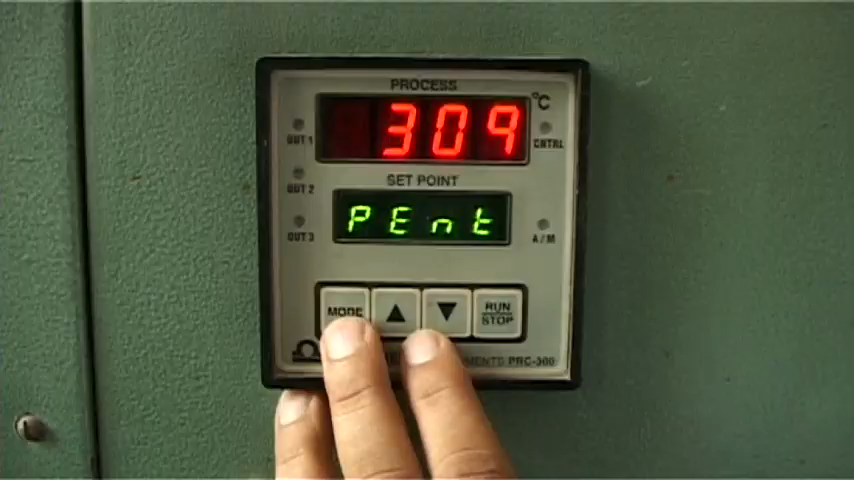 PROCESS
309 °C
OUT 1
CNTRL
OUT 2
SET POINT
PEnt
OUT 3
A / M
MODE
RUN
STOP
PRC-300